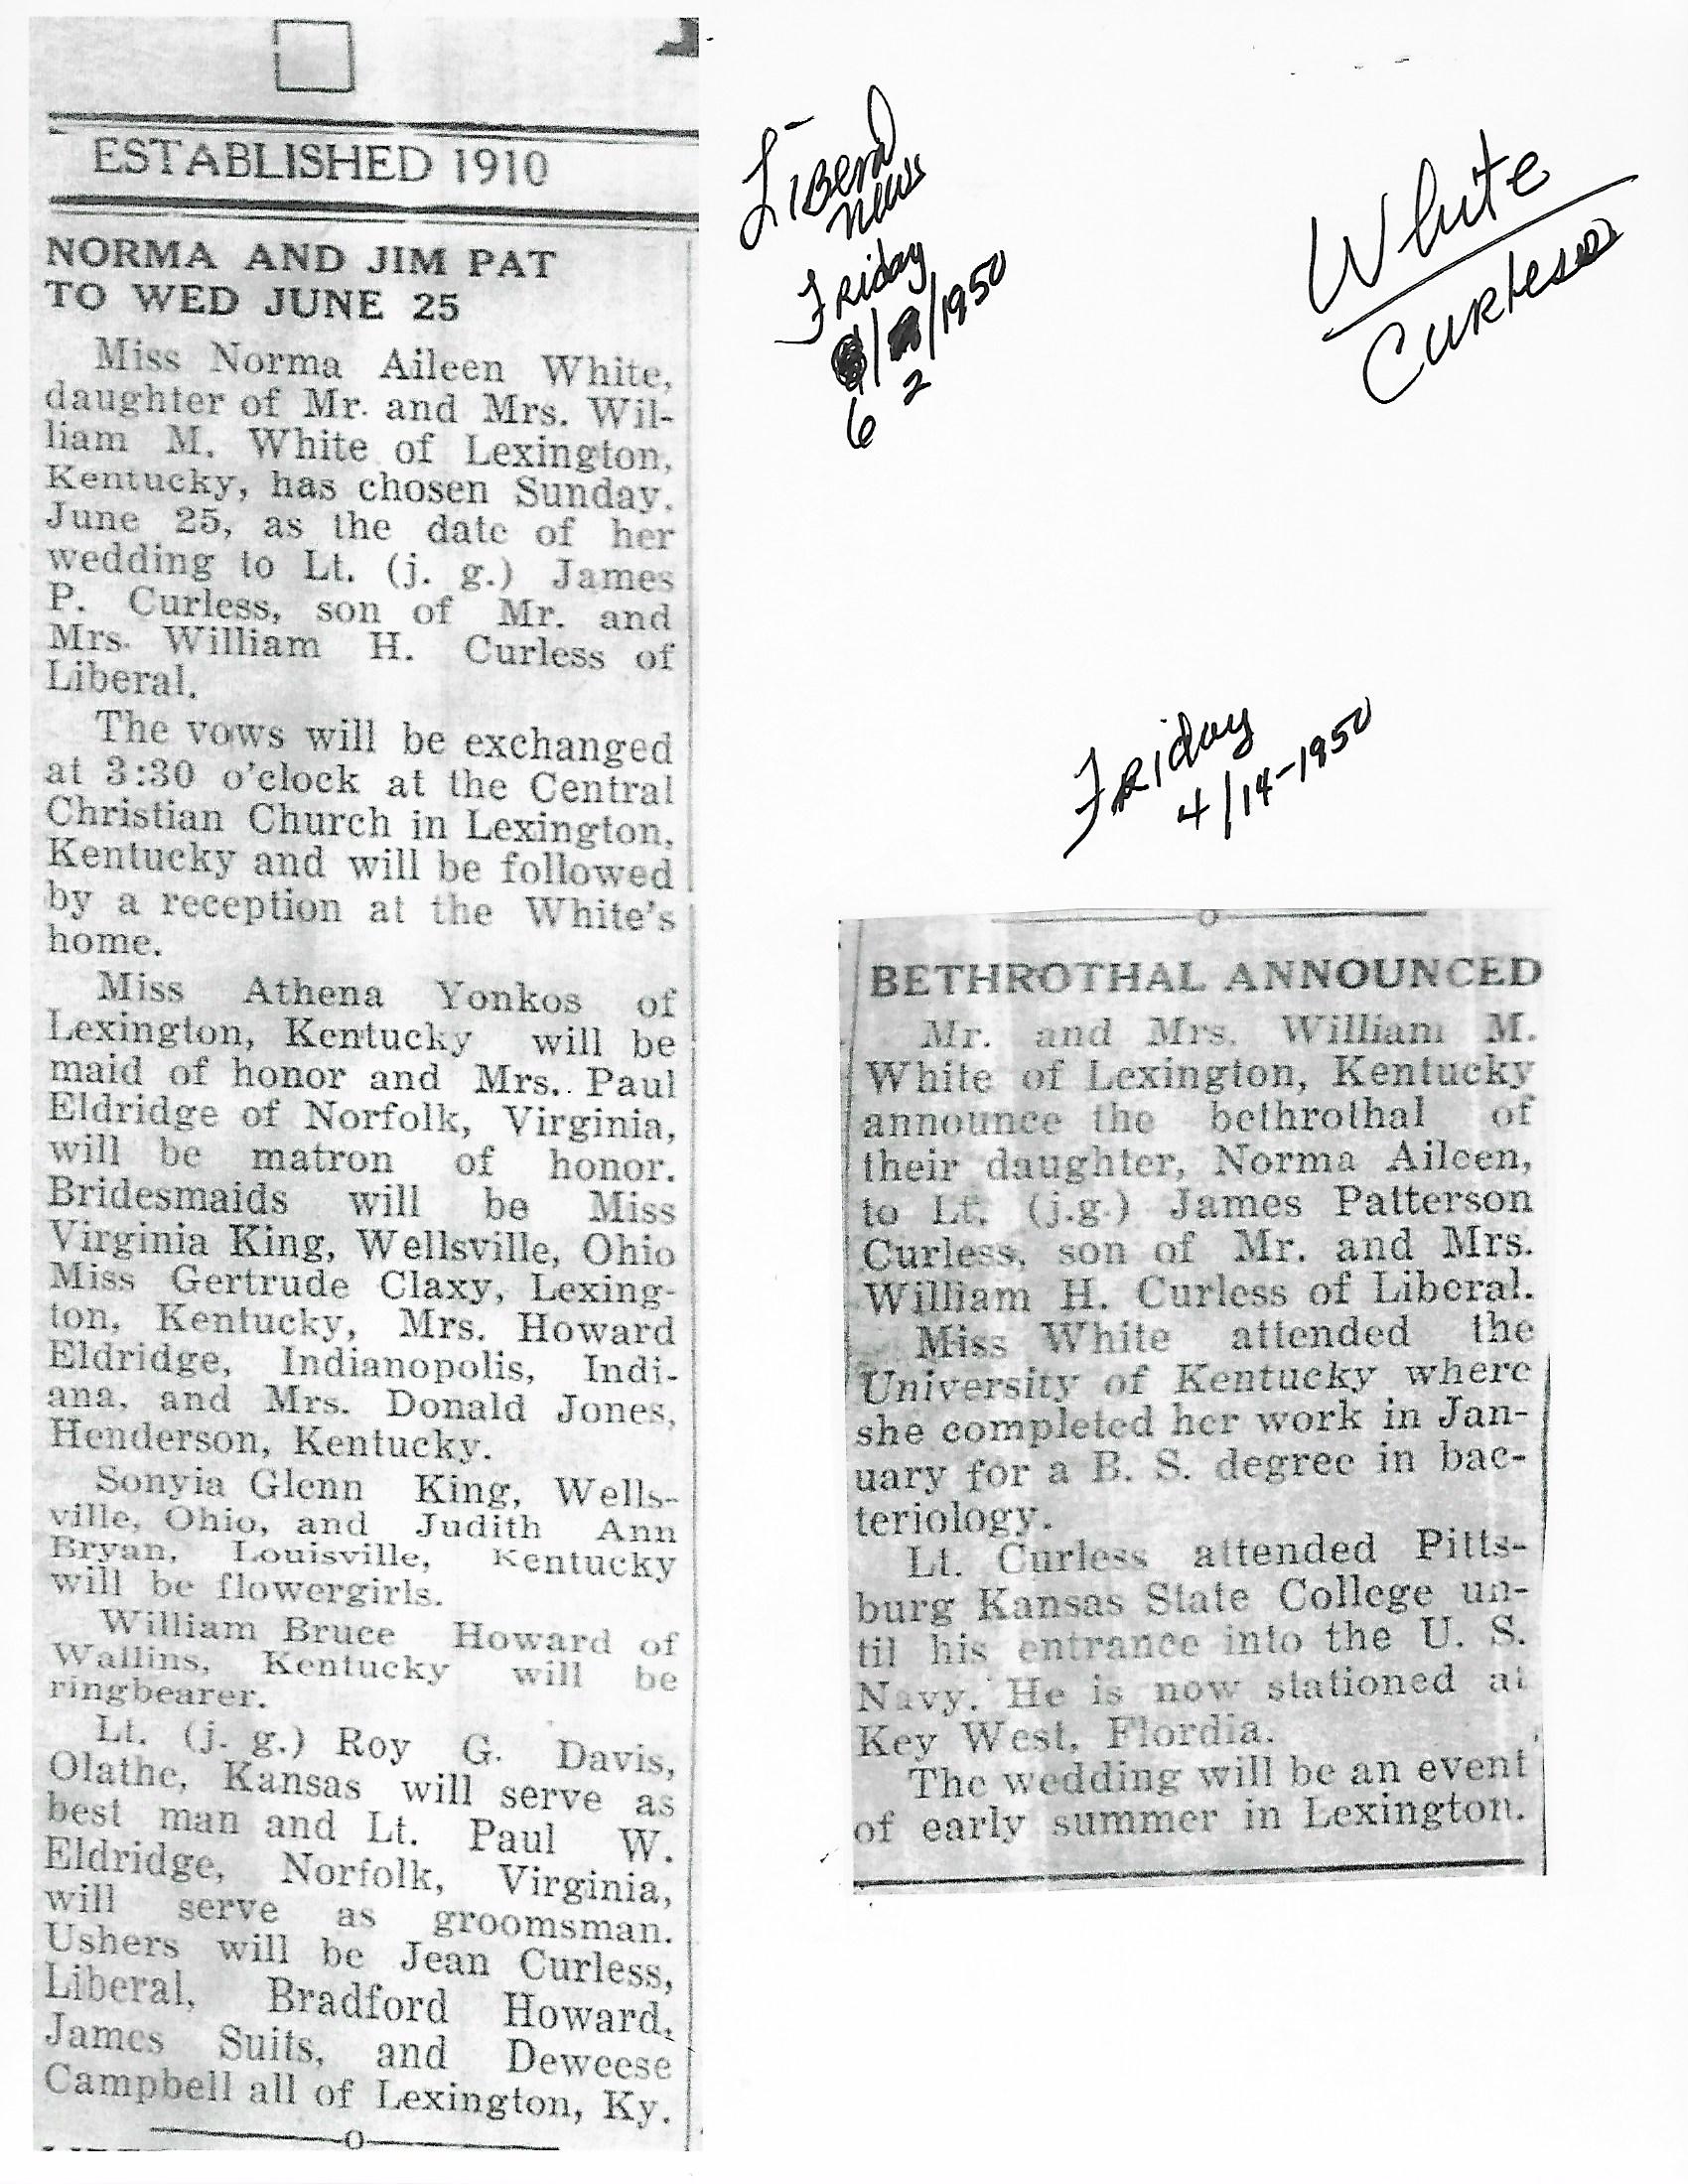 ESTABLISHED 1910
NORMA AND JIM PAT
TO WED JUNE 25
Miss Norma Aileen White,
daughter of Mr. and Mrs. Wil-
liam M. White of Lexington,
Kentucky, has chosen Sunday,
June 25, as the date of her
wedding to Lt. (j. g.) James
P. Curless, son of Mr. and
Mrs. William H. Curless of
Liberal.
The vows will be exchanged
at 3:30 o'clock at the Central
Christian Church in Lexington,
Kentucky and will be followed
by a reception at the White's
home.
Miss Athena Yonkos of
Lexington, Kentucky will be
maid of honor and Mrs. Paul
Eldridge of Norfolk, Virginia,
will be matron of honor.
Bridesmaids will be Miss
Virginia King, Wellsville, Ohio
Miss Gertrude Claxy, Lexing-
ton, Kentucky, Mrs. Howard
Eldridge, Indianopolis, Indi-
ana, and Mrs. Donald Jones,
Henderson, Kentucky.
Sonyia Glenn King, Wells-
ville, Ohio, and Judith Ann
Bryan, Louisville, Kentucky
will be flowergirls.
William Bruce Howard of
Wallins, Kentucky will be
ringbearer.
Lt. (j. g.) Roy G. Davis,
Olathe, Kansas will serve as
best man and Lt. Paul W.
Eldridge, Norfolk, Virginia,
will serve as groomsman.
Ushers will be Jean Curless,
Liberal, Bradford Howard,
James Suits, and Deweese
Campbell all of Lexington, Ky.
Liberal
News
Friday
/ /1950
6 2
White
Curless
Friday
4/14-1950
BETHROTHAL ANNOUNCED
Mr. and Mrs. William M.
White of Lexington, Kentucky
announce the bethrothal of
their daughter, Norma Aileen,
to Lt. (j.g.) James Patterson
Curless, son of Mr. and Mrs.
William H. Curless of Liberal.
Miss White attended the
University of Kentucky where
she completed her work in Jan-
uary for a B. S. degree in bac-
teriology.
Lt. Curless attended Pitts-
burg Kansas State College un-
til his entrance into the U. S.
Navy. He is now stationed at
Key West, Flordia.
The wedding will be an event
of early summer in Lexington.